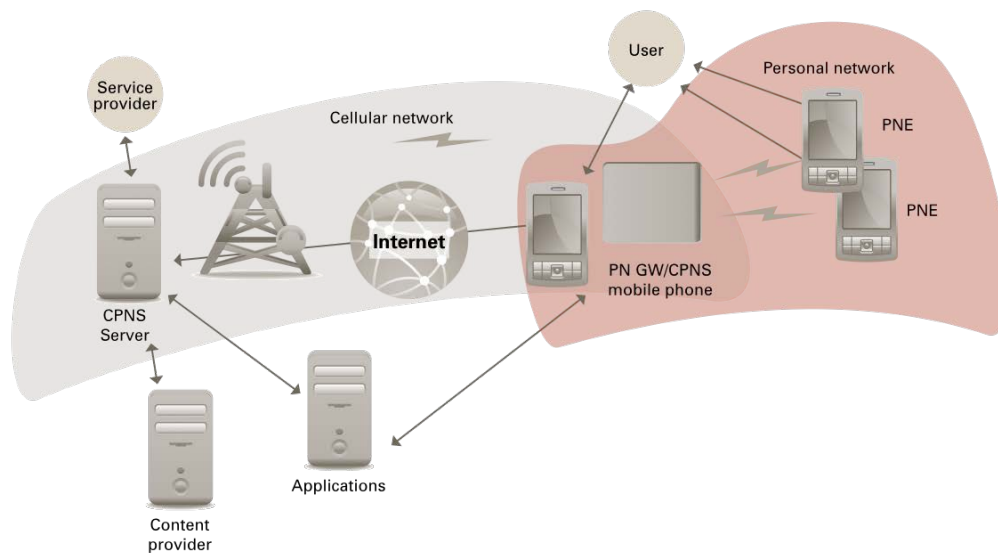 User
Personal network
Service
provider
Cellular network
PNE
PNE
Internet
PN GW/CPNS
mobile phone
CPNS
Server
Applications
Content
provider